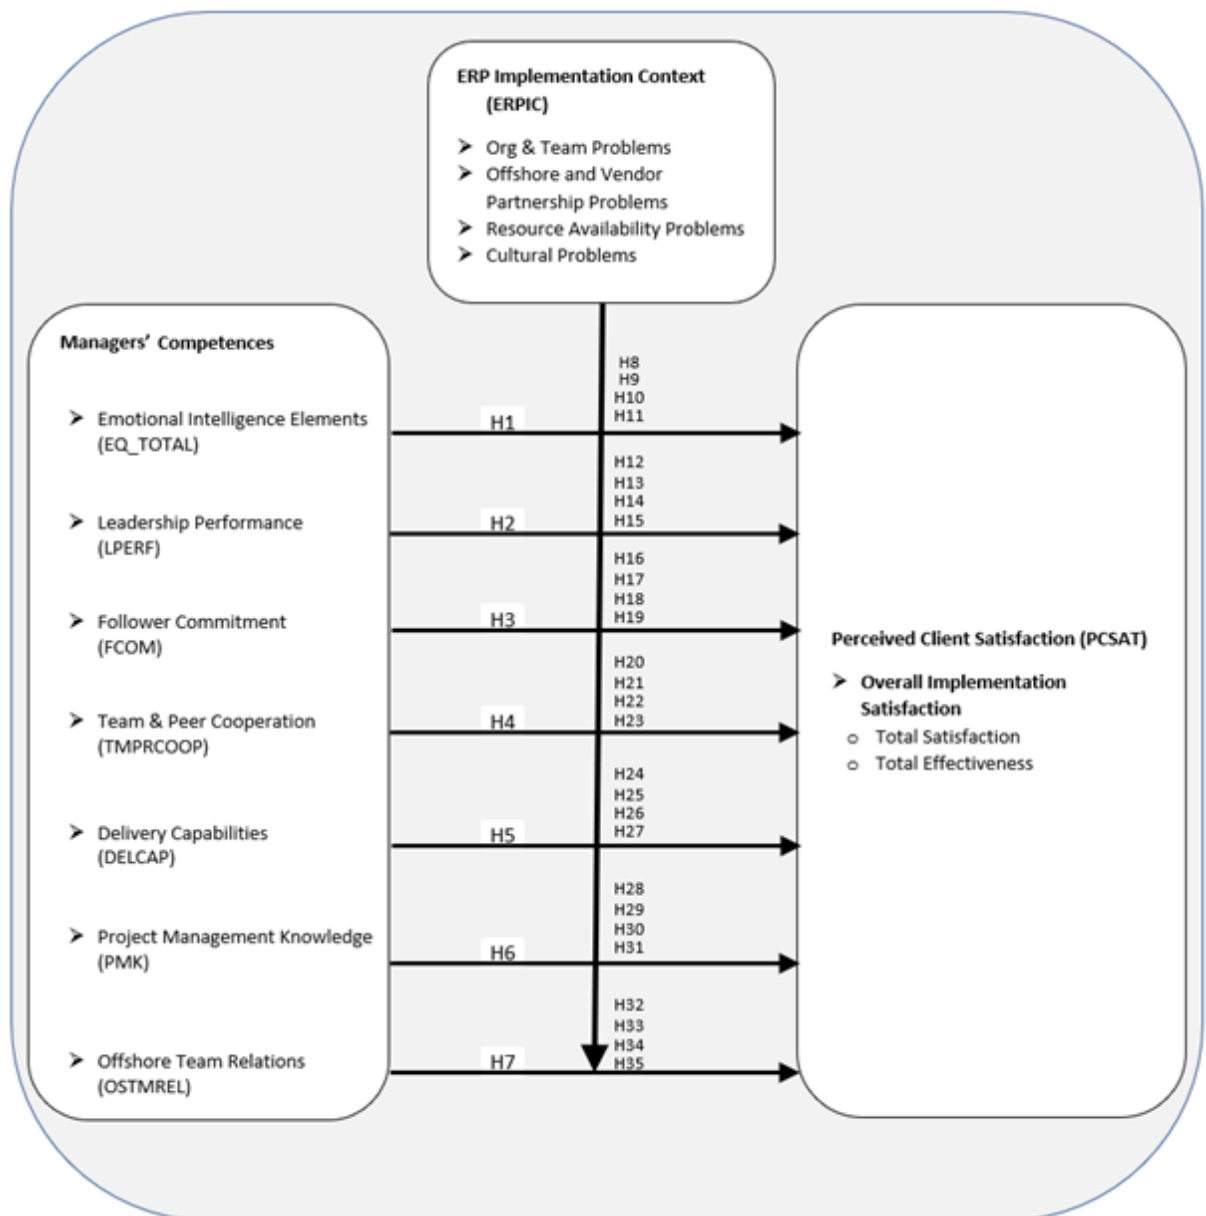 ERP Implementation Context
(ERPIC)
➢ Org & Team Problems
➢ Offshore and Vendor
Partnership Problems
➢ Resource Availability Problems
➢ Cultural Problems
Managers’ Competences
➢ Emotional Intelligence Elements
(EQ_TOTAL)
➢ Leadership Performance
(LPERF)
➢ Follower Commitment
(FCOM)
➢ Team & Peer Cooperation
(TMPRCOOP)
➢ Delivery Capabilities
(DELCAP)
➢ Project Management Knowledge
(PMK)
➢ Offshore Team Relations
(OSTMREL)
H1
H2
H3
H4
H5
H6
H7
H8
H9
H10
H11
H12
H13
H14
H15
H16
H17
H18
H19
H20
H21
H22
H23
H24
H25
H26
H27
H28
H29
H30
H31
H32
H33
H34
H35
Perceived Client Satisfaction (PCSAT)
➢ Overall Implementation
Satisfaction
o Total Satisfaction
o Total Effectiveness